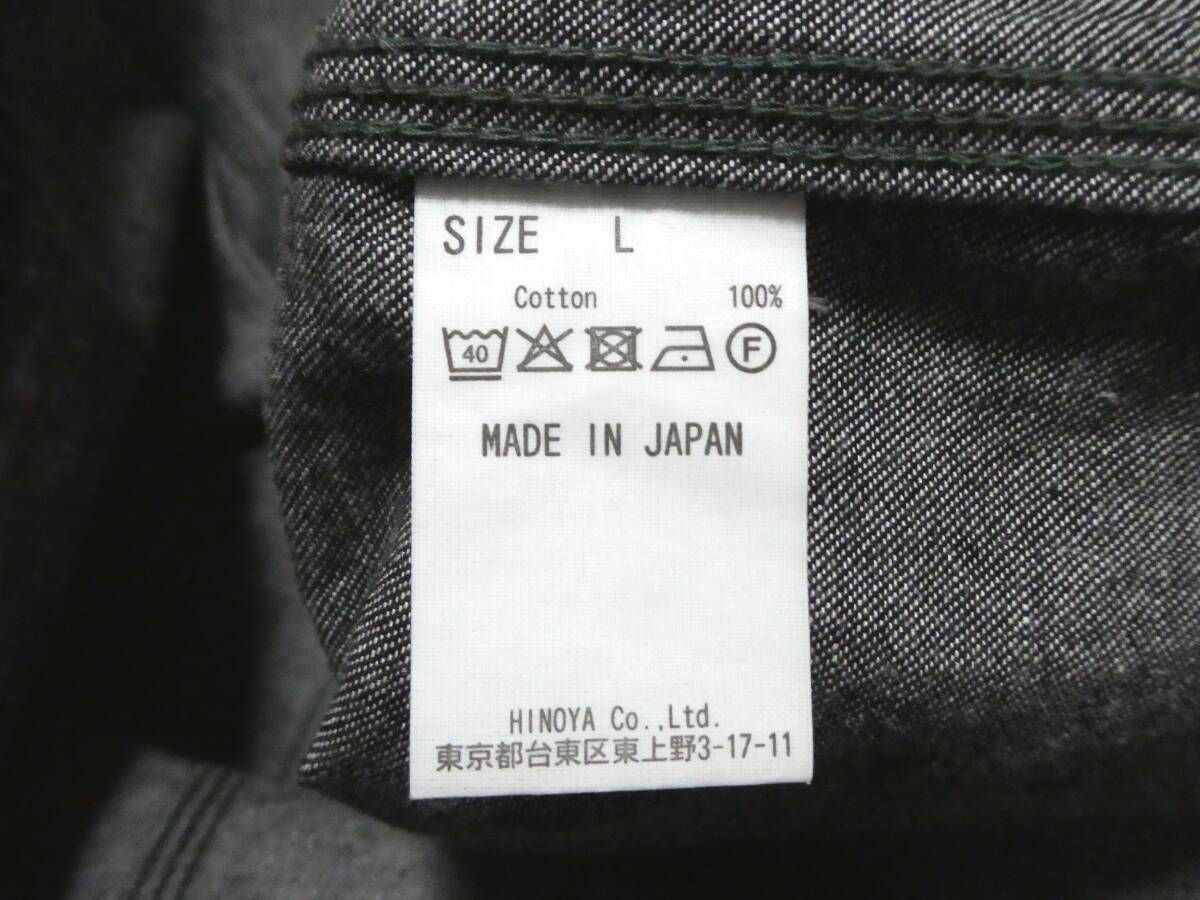 SIZE L
Cotton 100%
40 F
MADE IN JAPAN
HINOYA Co.,Ltd.
東京都台東区東上野3-17-11